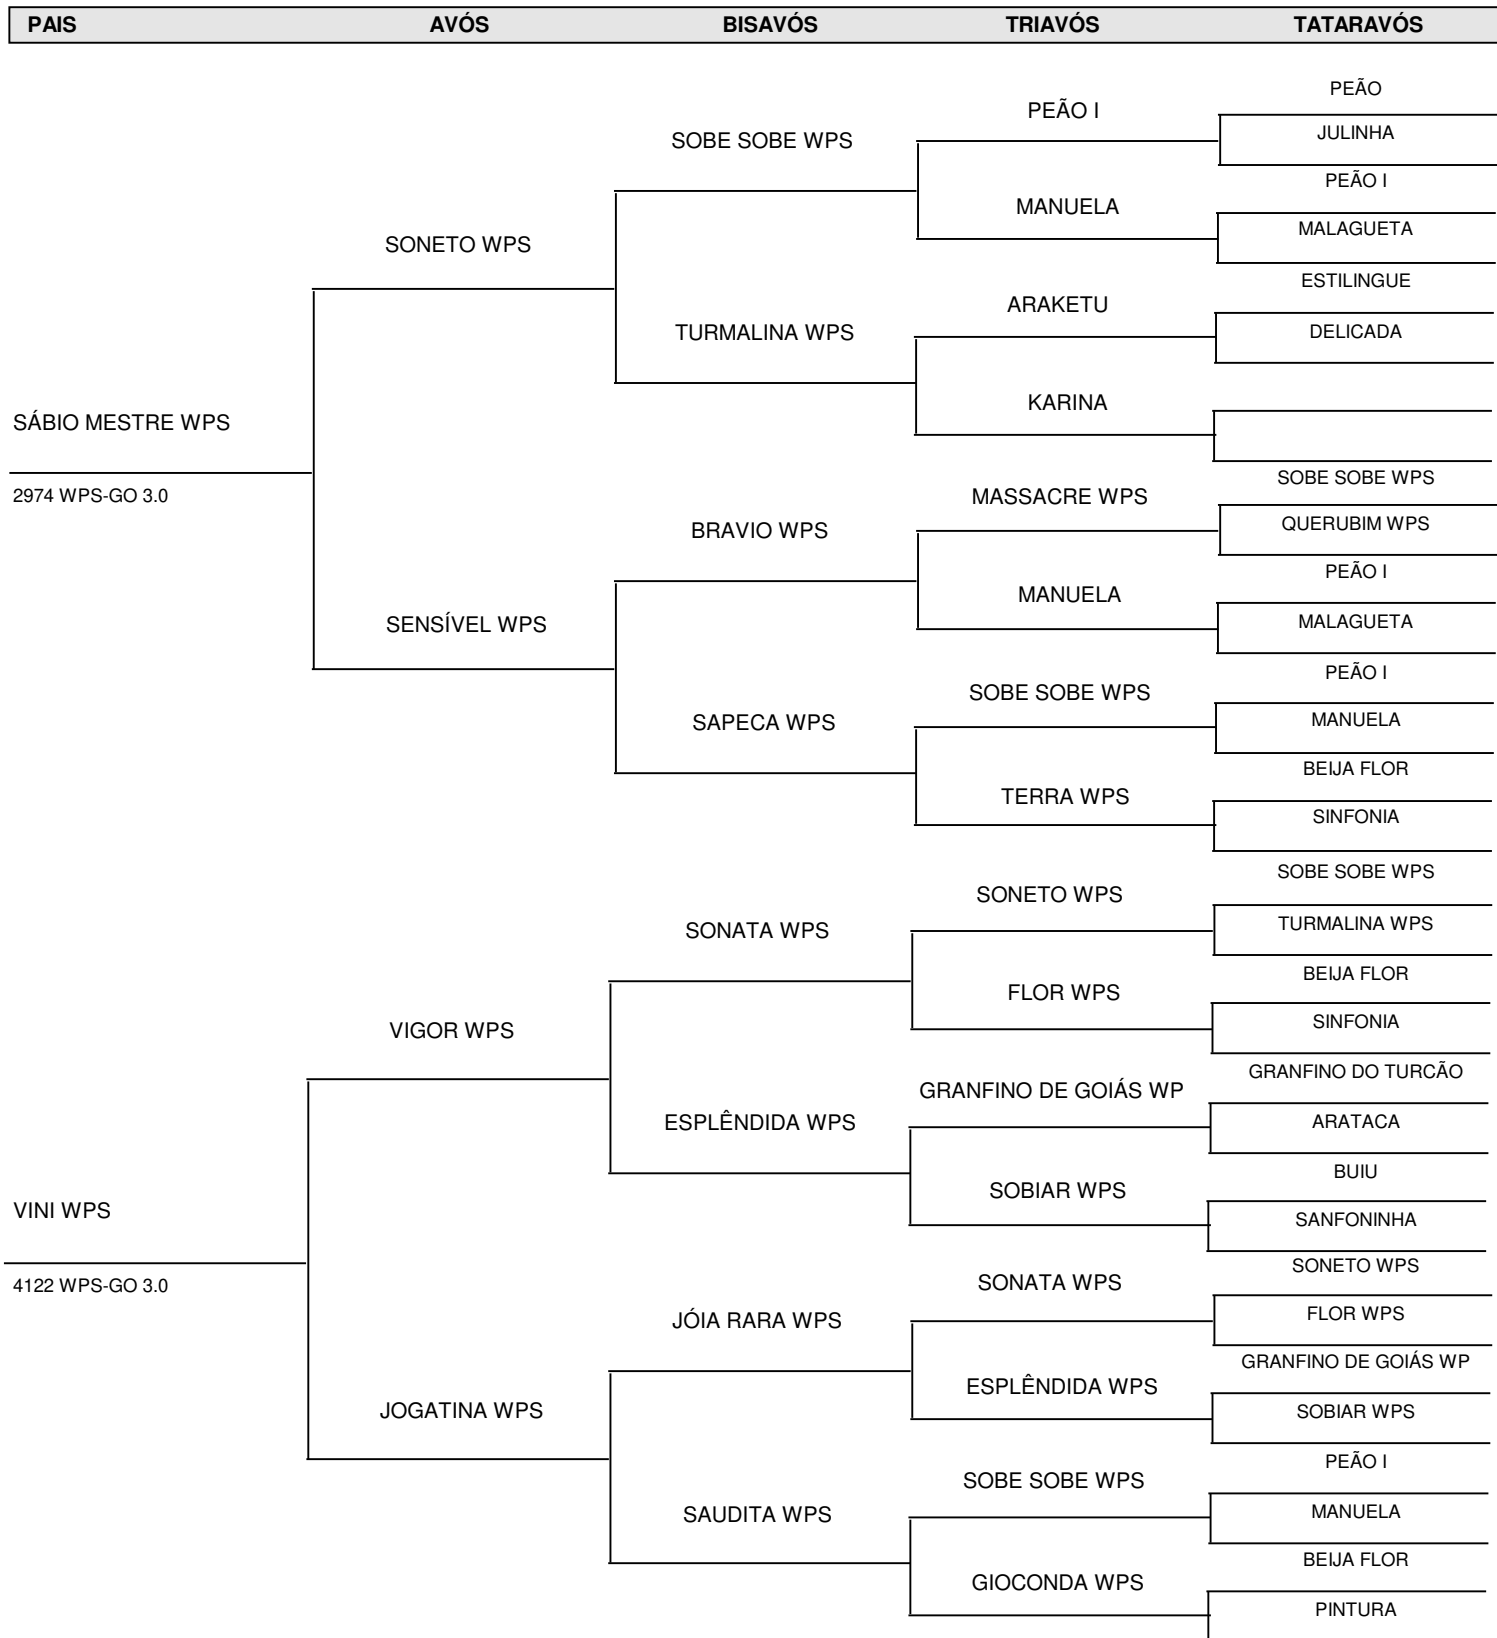 PAIS AVÓS BISAVÓS TRIAVÓS TATARAVÓS
PEÃO
PEÃO I
JULINHA
SOBE SOBE WPS
PEÃO I
MANUELA
MALAGUETA
SONETO WPS
ESTILINGUE
ARAKETU
TURMALINA WPS
DELICADA
KARINA
SÁBIO MESTRE WPS
SOBE SOBE WPS
2974 WPS-GO 3.0
MASSACRE WPS
QUERUBIM WPS
BRAVIO WPS
PEÃO I
MANUELA
SENSÍVEL WPS
MALAGUETA
PEÃO I
SOBE SOBE WPS
SAPECA WPS
MANUELA
BEIJA FLOR
TERRA WPS
SINFONIA
SOBE SOBE WPS
SONETO WPS
TURMALINA WPS
SONATA WPS
BEIJA FLOR
FLOR WPS
SINFONIA
VIGOR WPS
GRANFINO DO TURCÃO
GRANFINO DE GOIÁS WP
ESPLÊNDIDA WPS
ARATACA
BUIU
SOBIAR WPS
VINI WPS
SANFONINHA
SONETO WPS
4122 WPS-GO 3.0
SONATA WPS
FLOR WPS
JÓIA RARA WPS
GRANFINO DE GOIÁS WP
ESPLÊNDIDA WPS
JOGATINA WPS
SOBIAR WPS
PEÃO I
SOBE SOBE WPS
SAUDITA WPS
MANUELA
BEIJA FLOR
GIOCONDA WPS
PINTURA